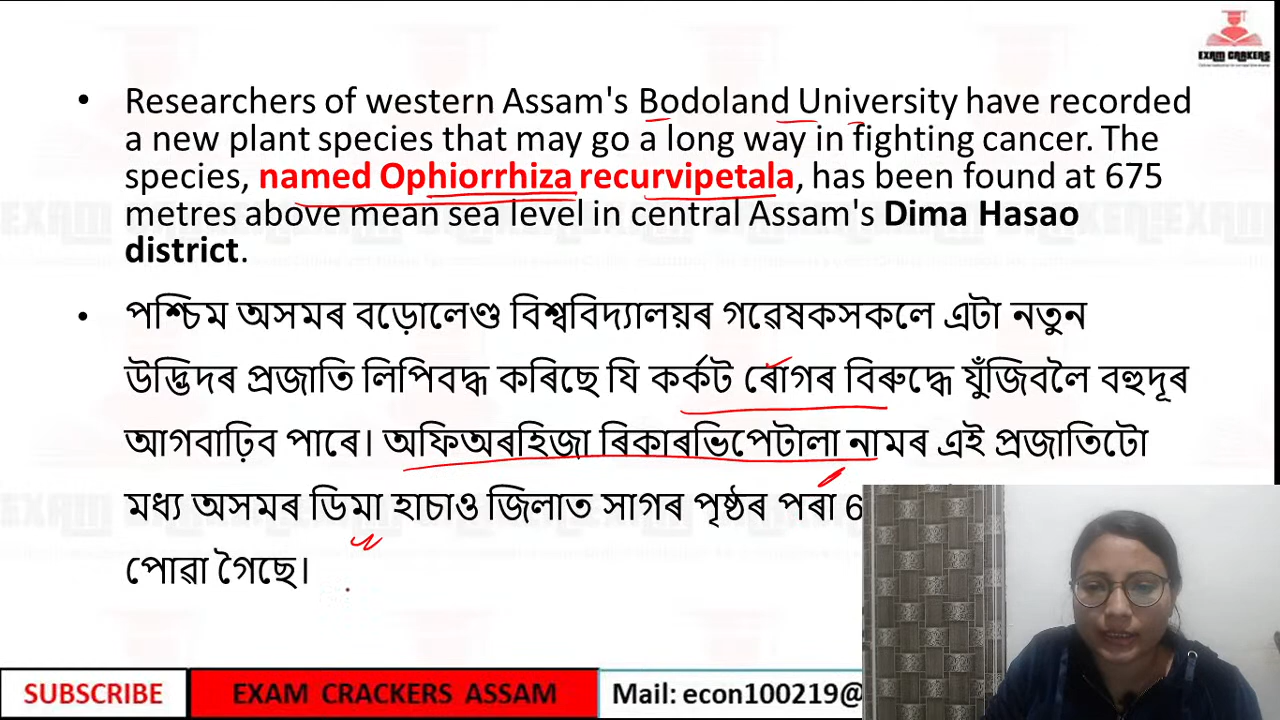 EXAM CRAKERS
• Researchers of western Assam's Bodoland University have recorded
a new plant species that may go a long way in fighting cancer. The
species, named Ophiorrhiza recurvipetala, has been found at 675
metres above mean sea level in central Assam's Dima Hasao
district.
• পশ্চিম অসমৰ বড়োলেণ্ড বিশ্ববিদ্যালয়ৰ গৱেষকসকলে এটা নতুন
উদ্ভিদৰ প্ৰজাতি লিপিবদ্ধ কৰিছে যি কৰ্কট ৰোগৰ বিৰুদ্ধে যুঁজিবলৈ বহুদূৰ
আগবাঢ়িব পাৰে। অফিঅৰহিজা ৰিকাৰভিপেটালা নামৰ এই প্ৰজাতিটো
মধ্য অসমৰ ডিমা হাচাও জিলাত সাগৰ পৃষ্ঠৰ পৰা 6
পোৱা গৈছে।
SUBSCRIBE EXAM CRACKERS ASSAM Mail: econ100219@